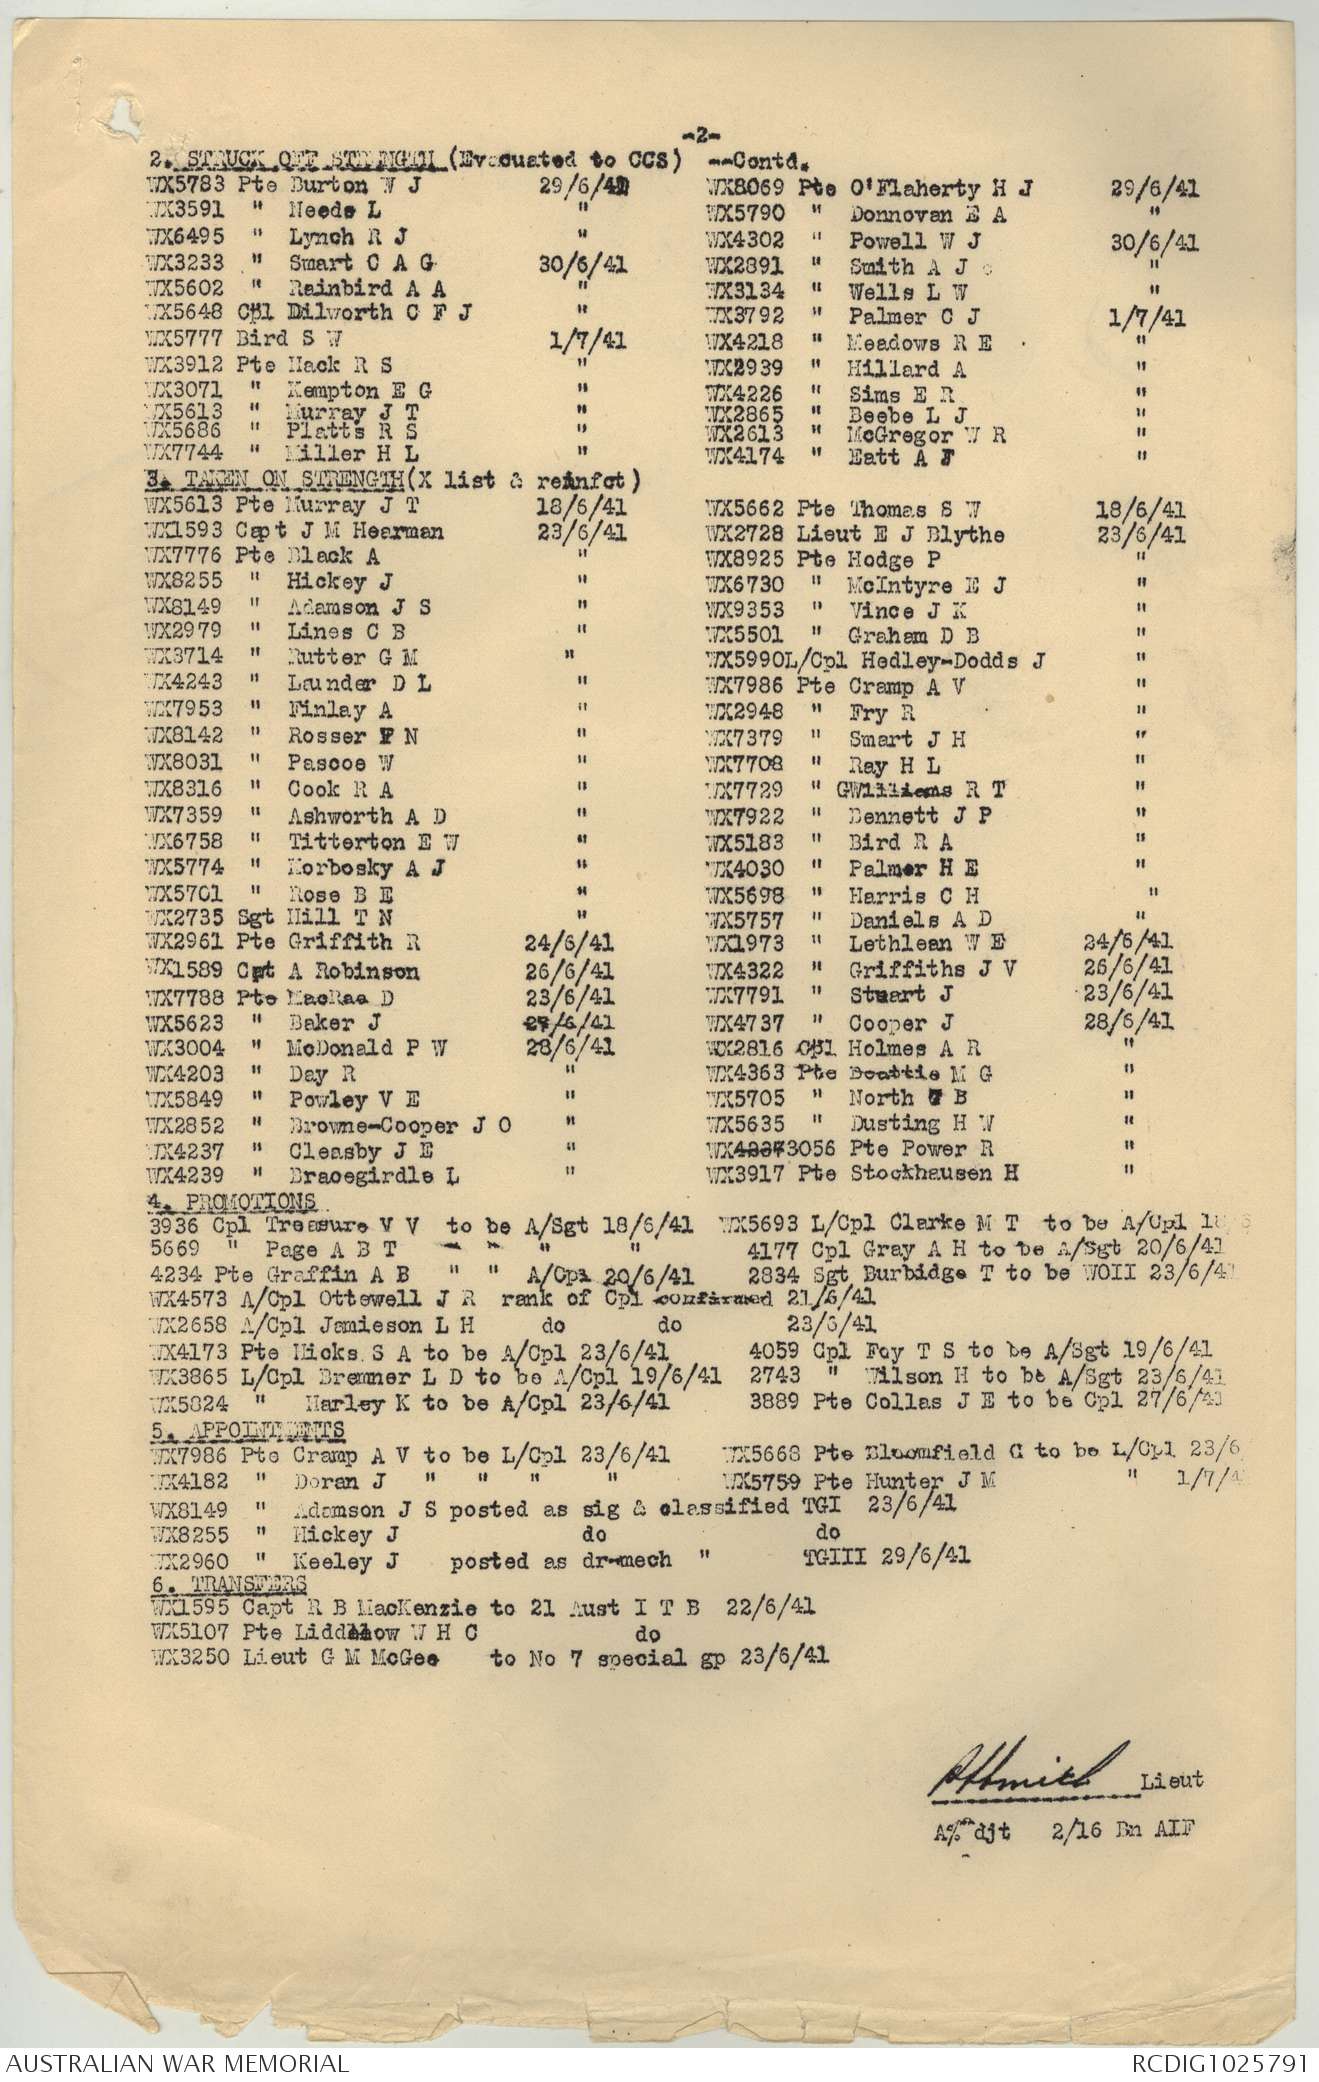 -2-
2. STRUCK OFF STRENGTH (Evacuated to CCS) --Contd.
WX5783 Pte Burton W J 29/6/41 WX8069 Pte O'Flaherty H J 29/6/41
WX3591 " Neede L " WX5790 " Donnovan E A "
WX6495 " Lynch R J " WX4302 " Powell W J 30/6/41
WX3233 " Smart C A G 30/6/41 WX2891 " Smith A J "
WX5602 " Rainbird A A " WX3134 " Wells L W "
WX5648 Cpl Dilworth C F J " WX3792 " Palmer C J 1/7/41
WX5777 Bird S W 1/7/41 WX4218 " Meadows R E "
WX3912 Pte Hack R S " WX2939 " Hillard A "
WX3071 " Kempton E G " WX4226 " Sims E R "
WX5613 " Murray J T " WX2865 " Beebe L J "
WX5686 " Platts R S " WX2613 " McGregor W R "
WX7744 " Miller H L " WX4174 " Eatt A F "
3. TAKEN ON STRENGTH(X list & reinfct)
WX5613 Pte Murray J T 18/6/41 WX5662 Pte Thomas S W 18/6/41
WX1593 Capt J M Hearman 23/6/41 WX2728 Lieut E J Blythe 23/6/41
WX7776 Pte Black A " WX8925 Pte Hodge P "
WX8255 " Hickey J " WX6730 " McIntyre E J "
WX8149 " Adamson J S " WX9353 " Vince J K "
WX2979 " Lines C B " WX5501 " Graham D B "
WX3714 " Rutter G M " WX5990L/Cpl Hedley-Dodds J "
WX4243 " Launder D L " WX7986 Pte Cramp A V "
WX7953 " Finlay A " WX2948 " Fry R "
WX8142 " Rosser F N " WX7379 " Smart J H "
WX8031 " Pascoe W " WX7708 " Ray H L "
WX8316 " Cook R A " WX7729 " GWilliams R T "
WX7359 " Ashworth A D " WX7922 " Bennett J P "
WX6758 " Titterton E W " WX5183 " Bird R A "
WX5774 " Korbosky A J " WX4030 " Palmer H E "
WX5701 " Rose B E " WX5698 " Harris C H "
WX2735 Sgt Hill T N " WX5757 " Daniels A D "
WX2961 Pte Griffith R 24/6/41 WX1973 " Lethlean W E 24/6/41
WX1589 Cpt A Robinson 26/6/41 WX4322 " Griffiths J V 26/6/41
WX7788 Pte MacRae D 23/6/41 WX7791 " Stuart J 23/6/41
WX5623 " Baker J 27/6/41 WX4737 " Cooper J 28/6/41
WX3004 " McDonald P W 28/6/41 WX2816 Cpl Holmes A R "
WX4203 " Day R " WX4363 Pte Beattie M G "
WX5849 " Powley V E " WX5705 " North B "
WX2852 " Browne-Cooper J O " WX5635 " Dusting H W "
WX4237 " Cleasby J E " WX42373056 Pte Power R "
WX4239 " Bracegirdle L " WX3917 Pte Stockhausen H "
4. PROMOTIONS
3936 Cpl Treasure V V to be A/Sgt 18/6/41 WX5693 L/Cpl Clarke M T to be A/Cpl 18/6
5669 " Page A B T " " " " 4177 Cpl Gray A H to be A/Sgt 20/6/41
4234 Pte Graffin A B " " A/Cpl 20/6/41 2834 Sgt Burbidge T to be WOII 23/6/41
WX4573 A/Cpl Ottewell J R rank of Cpl confirmed 21/6/41
WX2658 A/Cpl Jamieson L H do do 23/6/41
WX4173 Pte Hicks S A to be A/Cpl 23/6/41 4059 Cpl Foy T S to be A/Sgt 19/6/41
WX3865 L/Cpl Bremner L D to be A/Cpl 19/6/41 2743 " Wilson H to be A/Sgt 23/6/41
WX5824 " Harley K to be A/Cpl 23/6/41 3889 Pte Collas J E to be Cpl 27/6/41
5. APPOINTMENTS
WX7986 Pte Cramp A V to be L/Cpl 23/6/41 WX5668 Pte Bloomfield G to be L/Cpl 23/6/
WX4182 " Doran J " " " " WX5759 Pte Hunter J M " 1/7/4
WX8149 " Adamson J S posted as sig & classified TGI 23/6/41
WX8255 " Hickey J do do
WX2960 " Keeley J posted as dr-mech " TGIII 29/6/41
6. TRANSFERS
WX1595 Capt R B MacKenzie to 21 Aust I T B 22/6/41
WX5107 Pte Liddelow W H C do
WX3250 Lieut G M McGee to No 7 special gp 23/6/41
Lieut
A%Adjt 2/16 Bn AIF
AUSTRALIAN WAR MEMORIAL RCDIG1025791